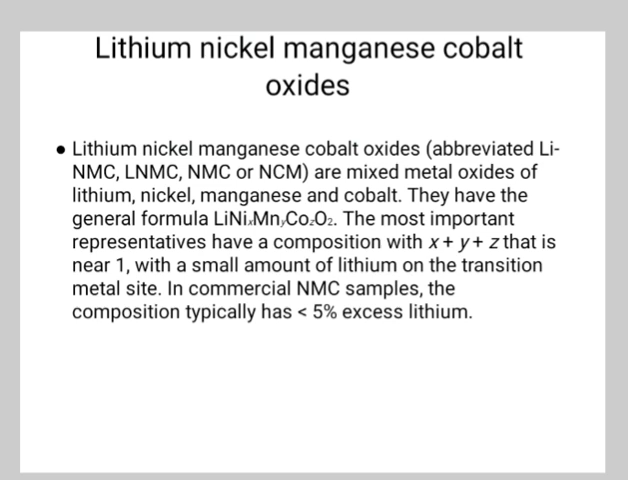 Lithium nickel manganese cobalt
oxides
● Lithium nickel manganese cobalt oxides (abbreviated Li-
NMC, LNMC, NMC or NCM) are mixed metal oxides of
lithium, nickel, manganese and cobalt. They have the
general formula LiNiₓMnᵧCo₂O₂. The most important
representatives have a composition with x + y + z that is
near 1, with a small amount of lithium on the transition
metal site. In commercial NMC samples, the
composition typically has < 5% excess lithium.